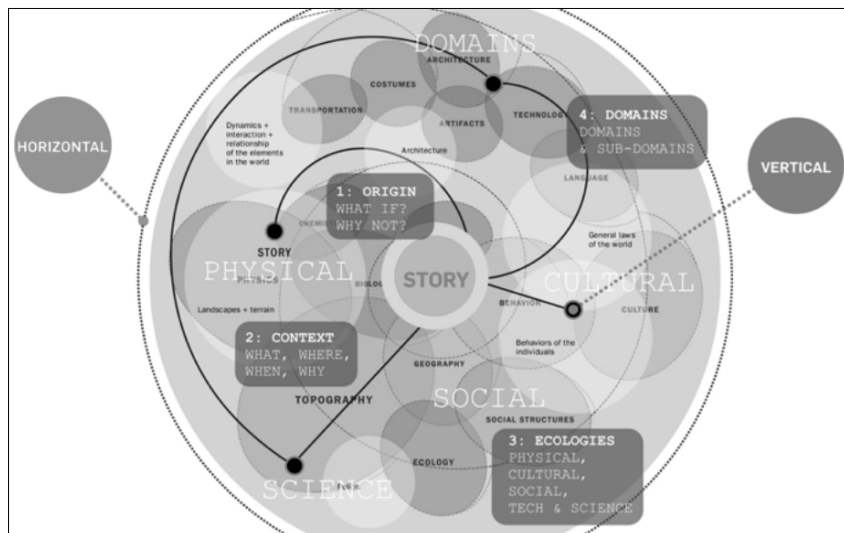 DOMAINS
ARCHITECTURE
COSTUMES
TRANSPORTATION
ARTIFACTS
TECHNOLOGY
4: DOMAINS
DOMAINS
& SUB-DOMAINS
Dynamics +
interaction +
relationship
of the elements
in the world
Architecture
HORIZONTAL
VERTICAL
LANGUAGE
1: ORIGIN
WHAT IF?
WHY NOT?
STORY
General laws
of the world
PHYSICAL
PHYSICS
STORY
CULTURAL
BEHAVIOR
CULTURE
Landscapes + terrain
2: CONTEXT
WHAT, WHERE,
WHEN, WHY
Behaviors of the
individuals
GEOGRAPHY
TOPOGRAPHY
SOCIAL
SOCIAL STRUCTURES
3: ECOLOGIES
PHYSICAL,
CULTURAL,
SOCIAL,
TECH & SCIENCE
ECOLOGY
SCIENCE